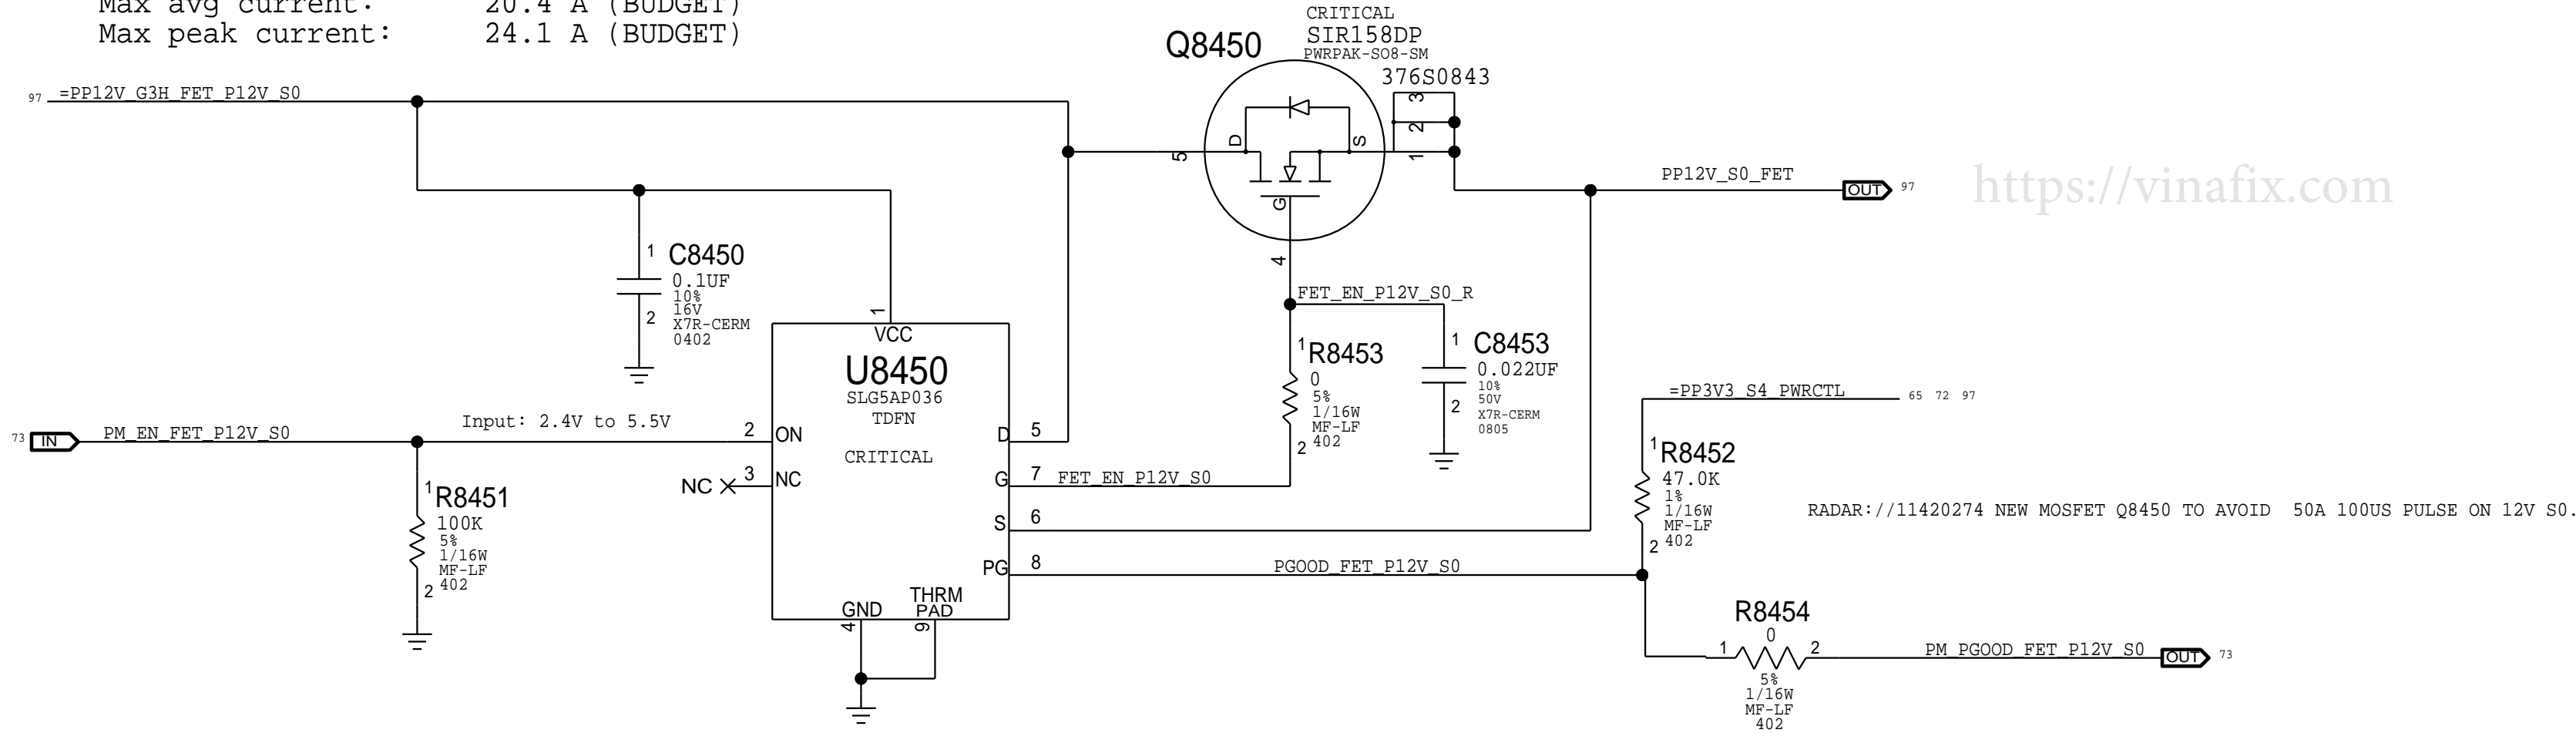 Max avg current: 20.4 A (BUDGET)
Max peak current: 24.1 A (BUDGET)
CRITICAL
SIR158DP
PWRPAK-SO8-SM
376S0843
Q8450
97 =PP12V_G3H_FET_P12V_S0
D
S
G
5
3
2
1
4
PP12V_S0_FET
OUT 97
https://vinafix.com
1
C8450
0.1UF
10%
16V
X7R-CERM
0402
2
FET_EN_P12V_S0_R
1
VCC
U8450
SLG5AP036
TDFN
CRITICAL
1
R8453
0
5%
1/16W
MF-LF
402
2
1
C8453
0.022UF
10%
50V
X7R-CERM
0805
2
=PP3V3_S4_PWRCTL 65 72 97
73 IN PM_EN_FET_P12V_S0
Input: 2.4V to 5.5V
2 ON
NC 3 NC
D 5
G 7 FET_EN_P12V_S0
S 6
PG 8 PGOOD_FET_P12V_S0
GND
THRM
PAD
4
9
1
R8451
100K
5%
1/16W
MF-LF
402
2
1
R8452
47.0K
1%
1/16W
MF-LF
402
2
RADAR://11420274 NEW MOSFET Q8450 TO AVOID 50A 100US PULSE ON 12V S0.
R8454
0
1 2
5%
1/16W
MF-LF
402
PM_PGOOD_FET_P12V_S0 OUT 73